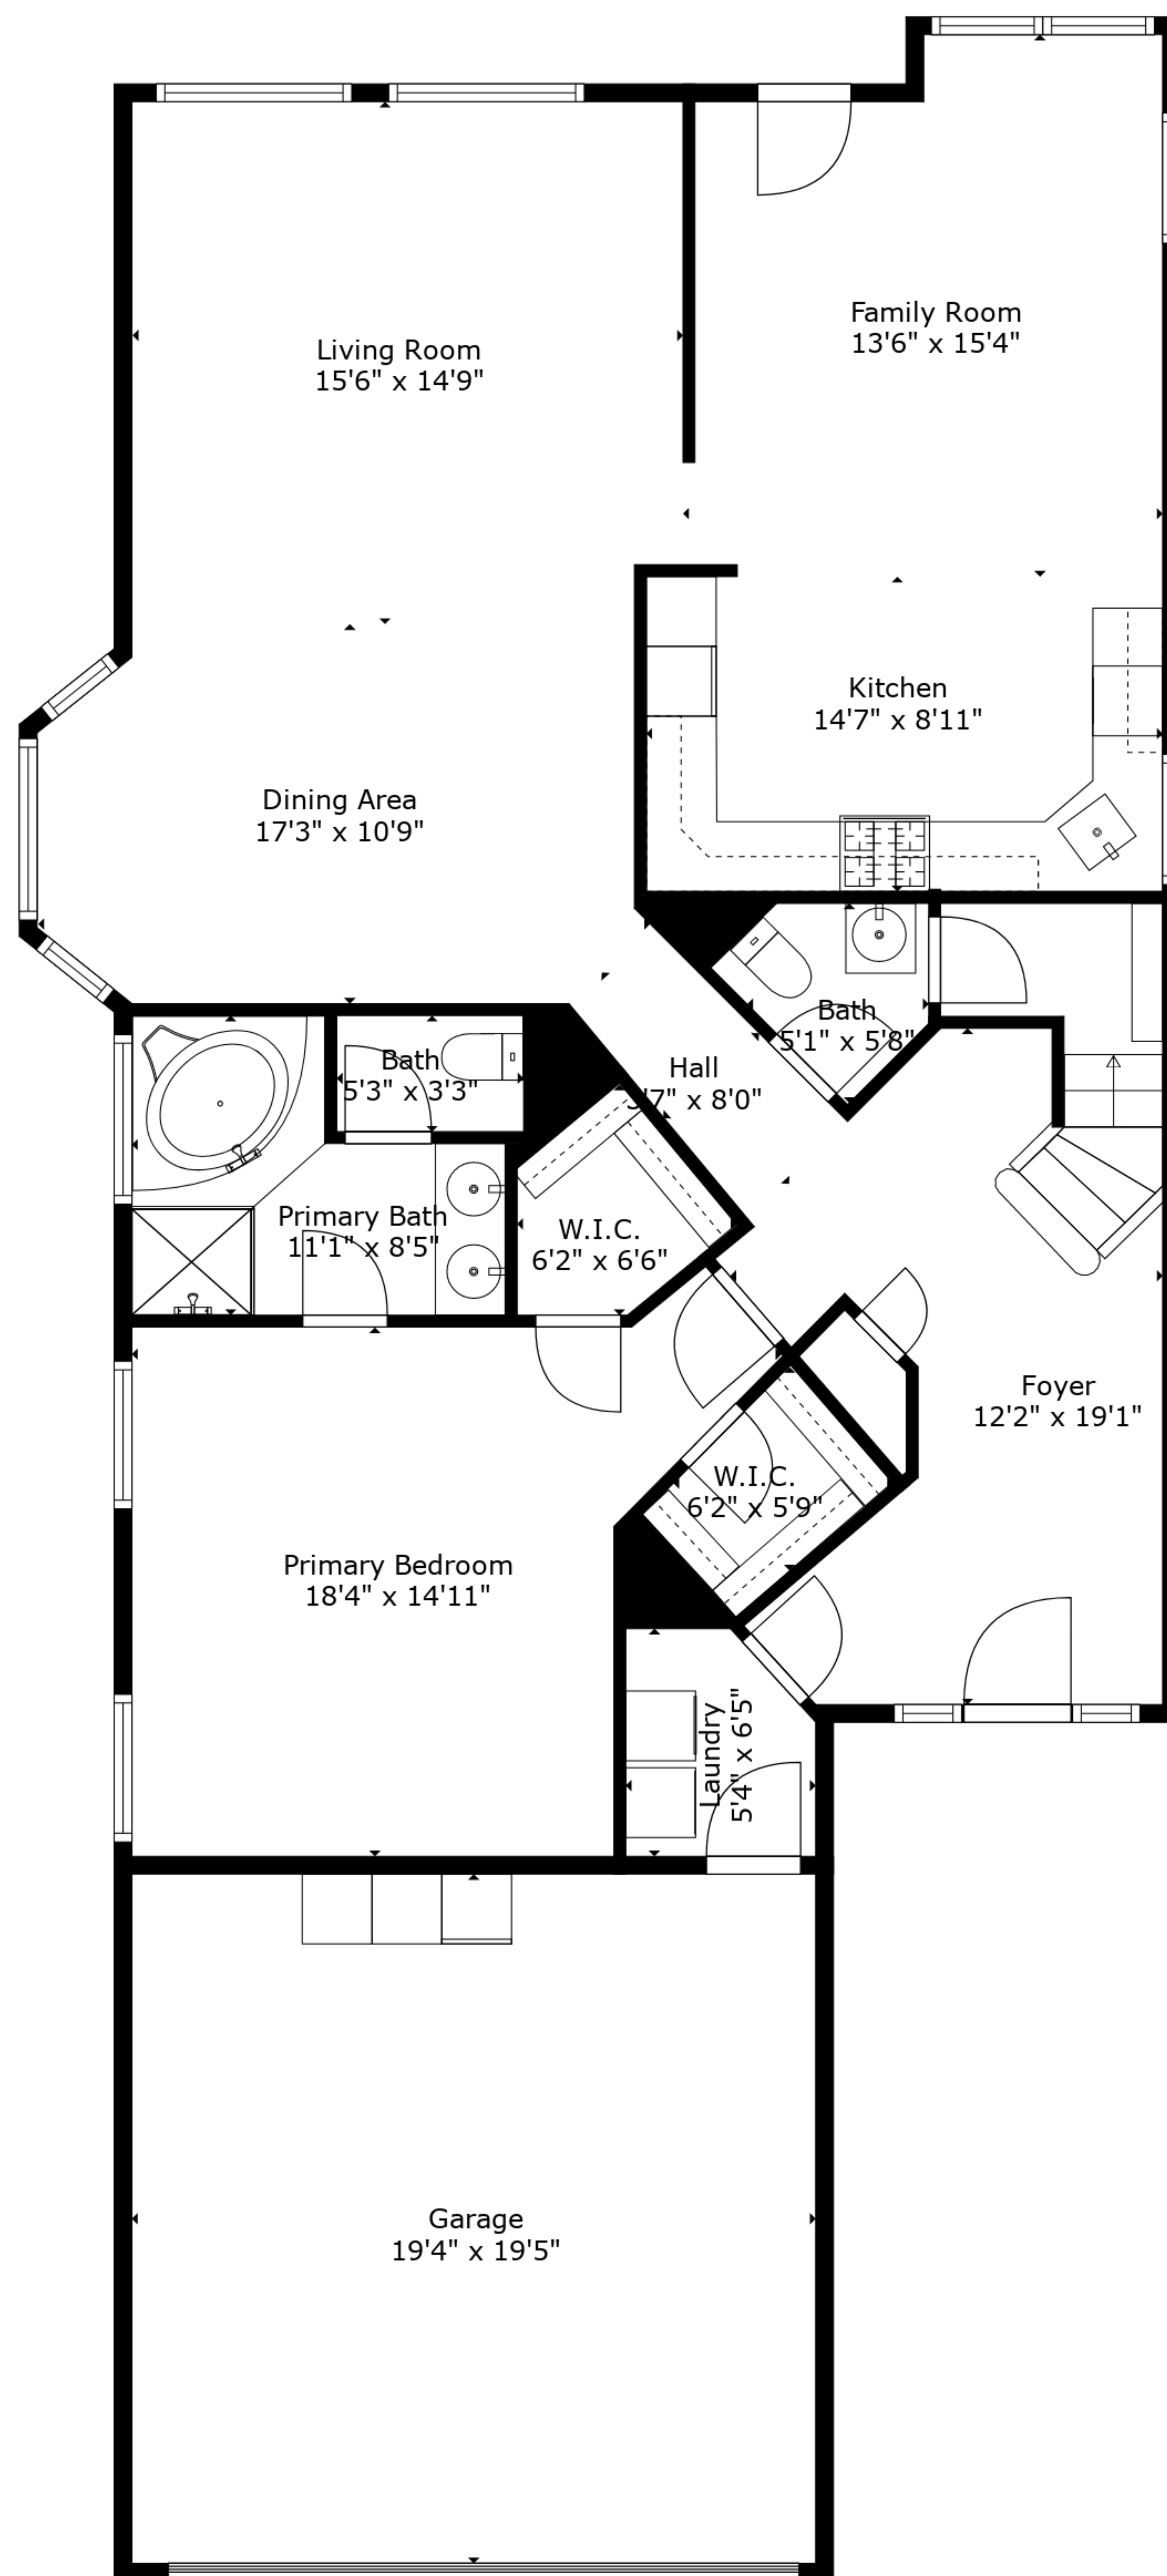 Family Room
13'6" x 15'4"
Living Room
15'6" x 14'9"
Kitchen
14'7" x 8'11"
Dining Area
17'3" x 10'9"
Bath
5'1" x 5'8"
Bath
5'3" x 3'3"
Hall
x 8'0"
Primary Bath
11'1" x 8'5"
W.I.C.
6'2" x 6'6"
Foyer
12'2" x 19'1"
W.I.C.
6'2" x 5'9"
Primary Bedroom
18'4" x 14'11"
Laundry
5'4" x 6'5"
Garage
19'4" x 19'5"